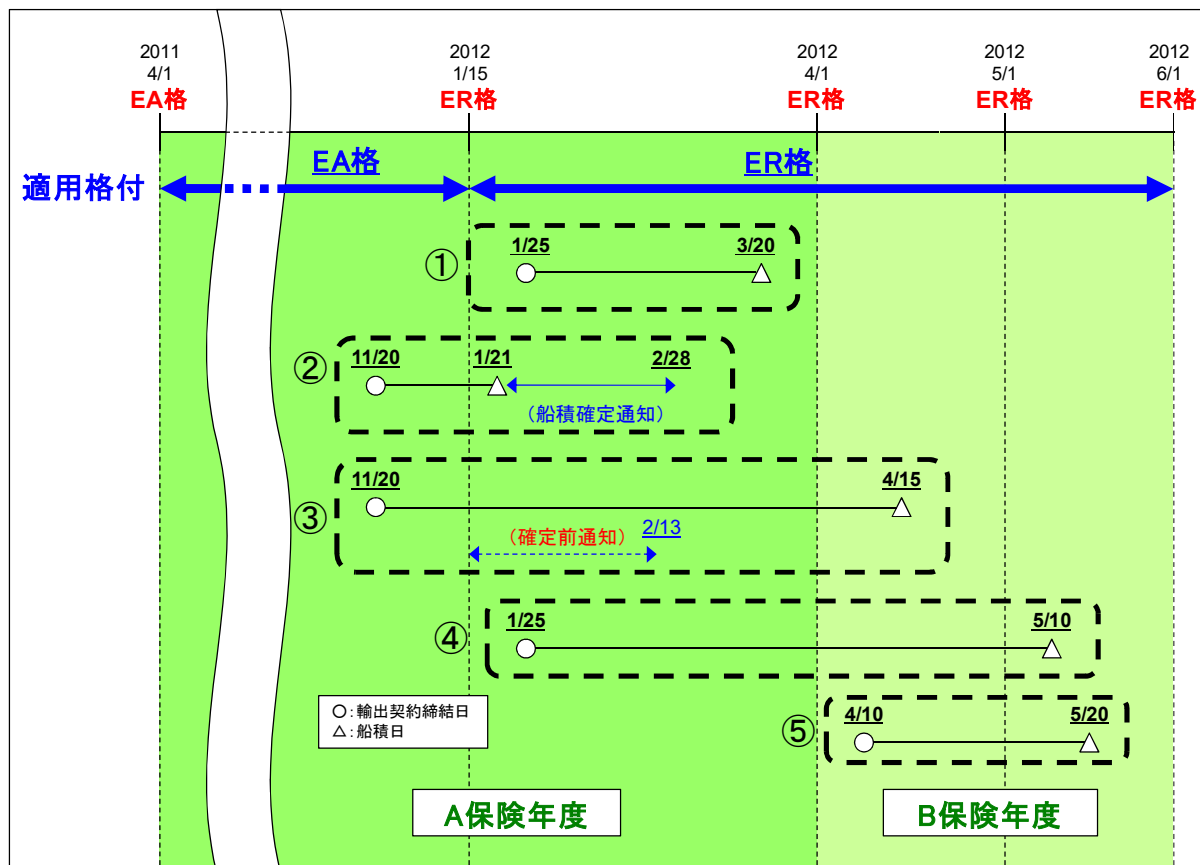 2011
4/1
EA格
2012
1/15
ER格
2012
4/1
ER格
2012
5/1
ER格
2012
6/1
ER格
適用格付
EA格
ER格
①
1/25
3/20
②
11/20
1/21
2/28
（船積確定通知）
③
11/20
4/15
（確定前通知）
2/13
④
1/25
5/10
○：輸出契約締結日
△：船積日
⑤
4/10
5/20
A保険年度
B保険年度